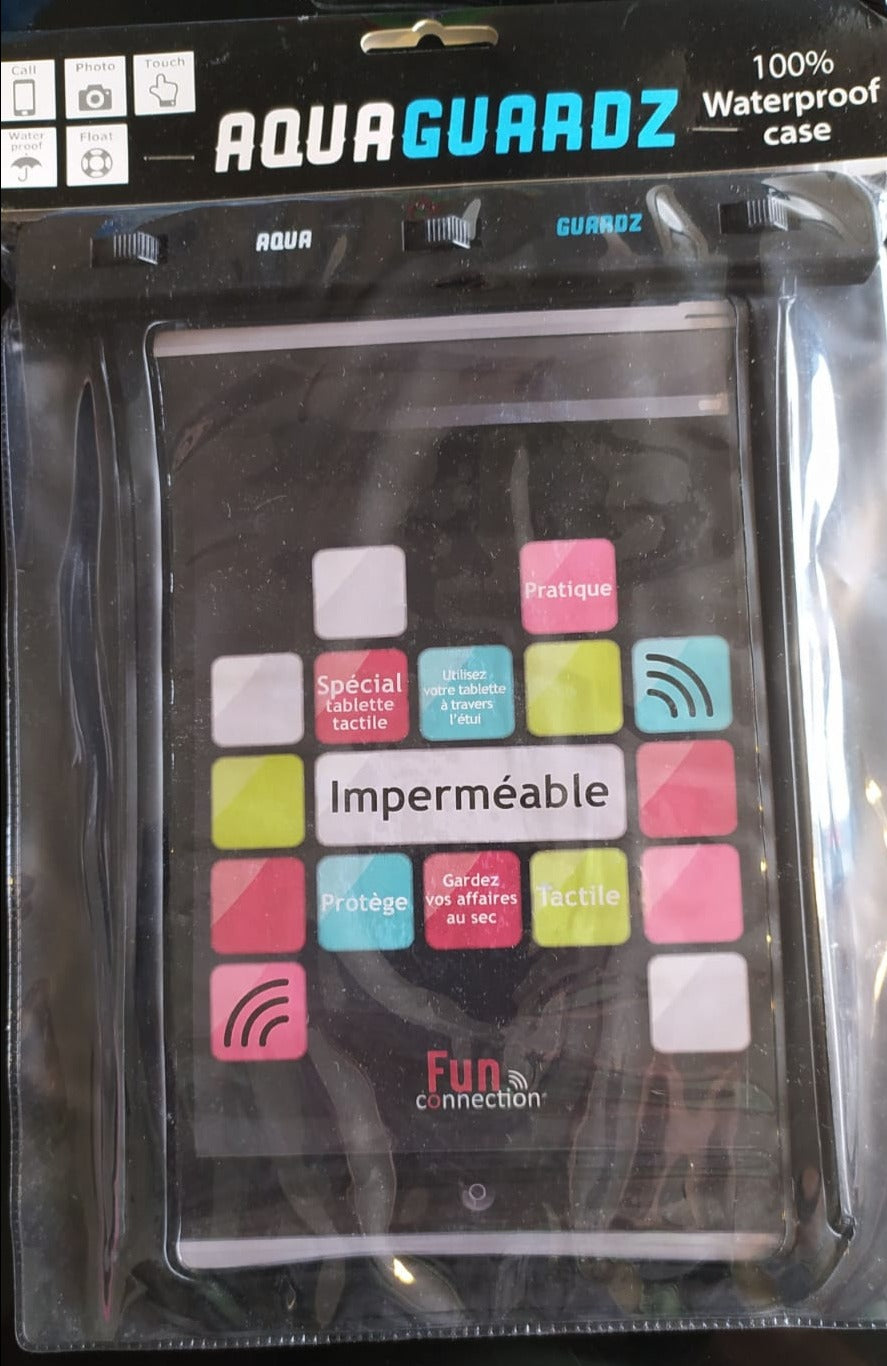 Call
Photo
Touch
Water
proof
Float
AQUAGUARDZ
100%
Waterproof
case
AQUA
GUARDZ
Pratique
Spécial
tablette
tactile
Utilisez
votre tablette
à travers
l'étui
Imperméable
Protège
Gardez
vos affaires
au sec
Tactile
Fun
connection